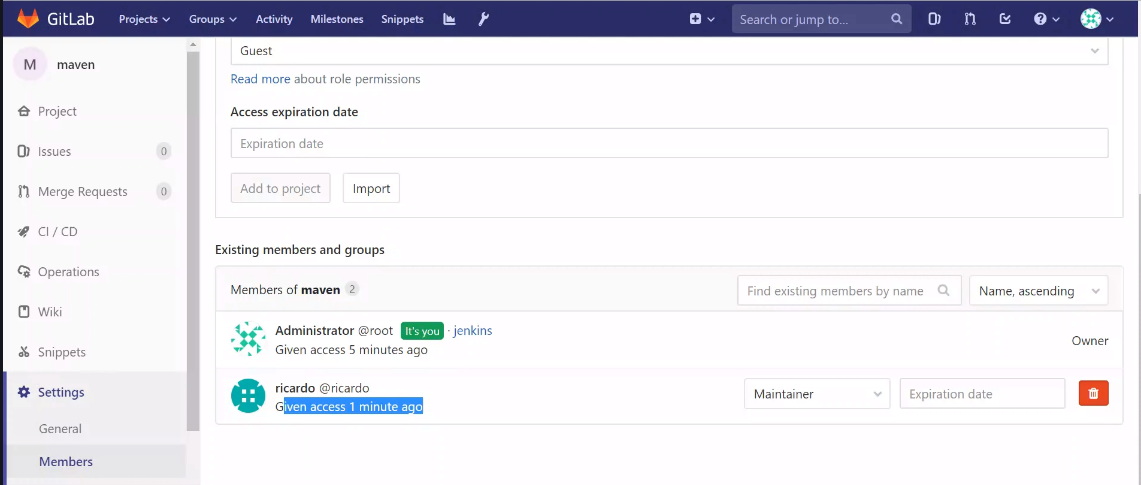 GitLab Projects Groups Activity Milestones Snippets Search or jump to...
M maven
Project
Issues 0
Merge Requests 0
CI / CD
Operations
Wiki
Snippets
Settings
General
Members
Guest
Read more about role permissions
Access expiration date
Expiration date
Add to project Import
Existing members and groups
Members of maven 2 Find existing members by name Name, ascending
Administrator @root It's you · jenkins
Given access 5 minutes ago
Owner
ricardo @ricardo
Given access 1 minute ago
Maintainer Expiration date